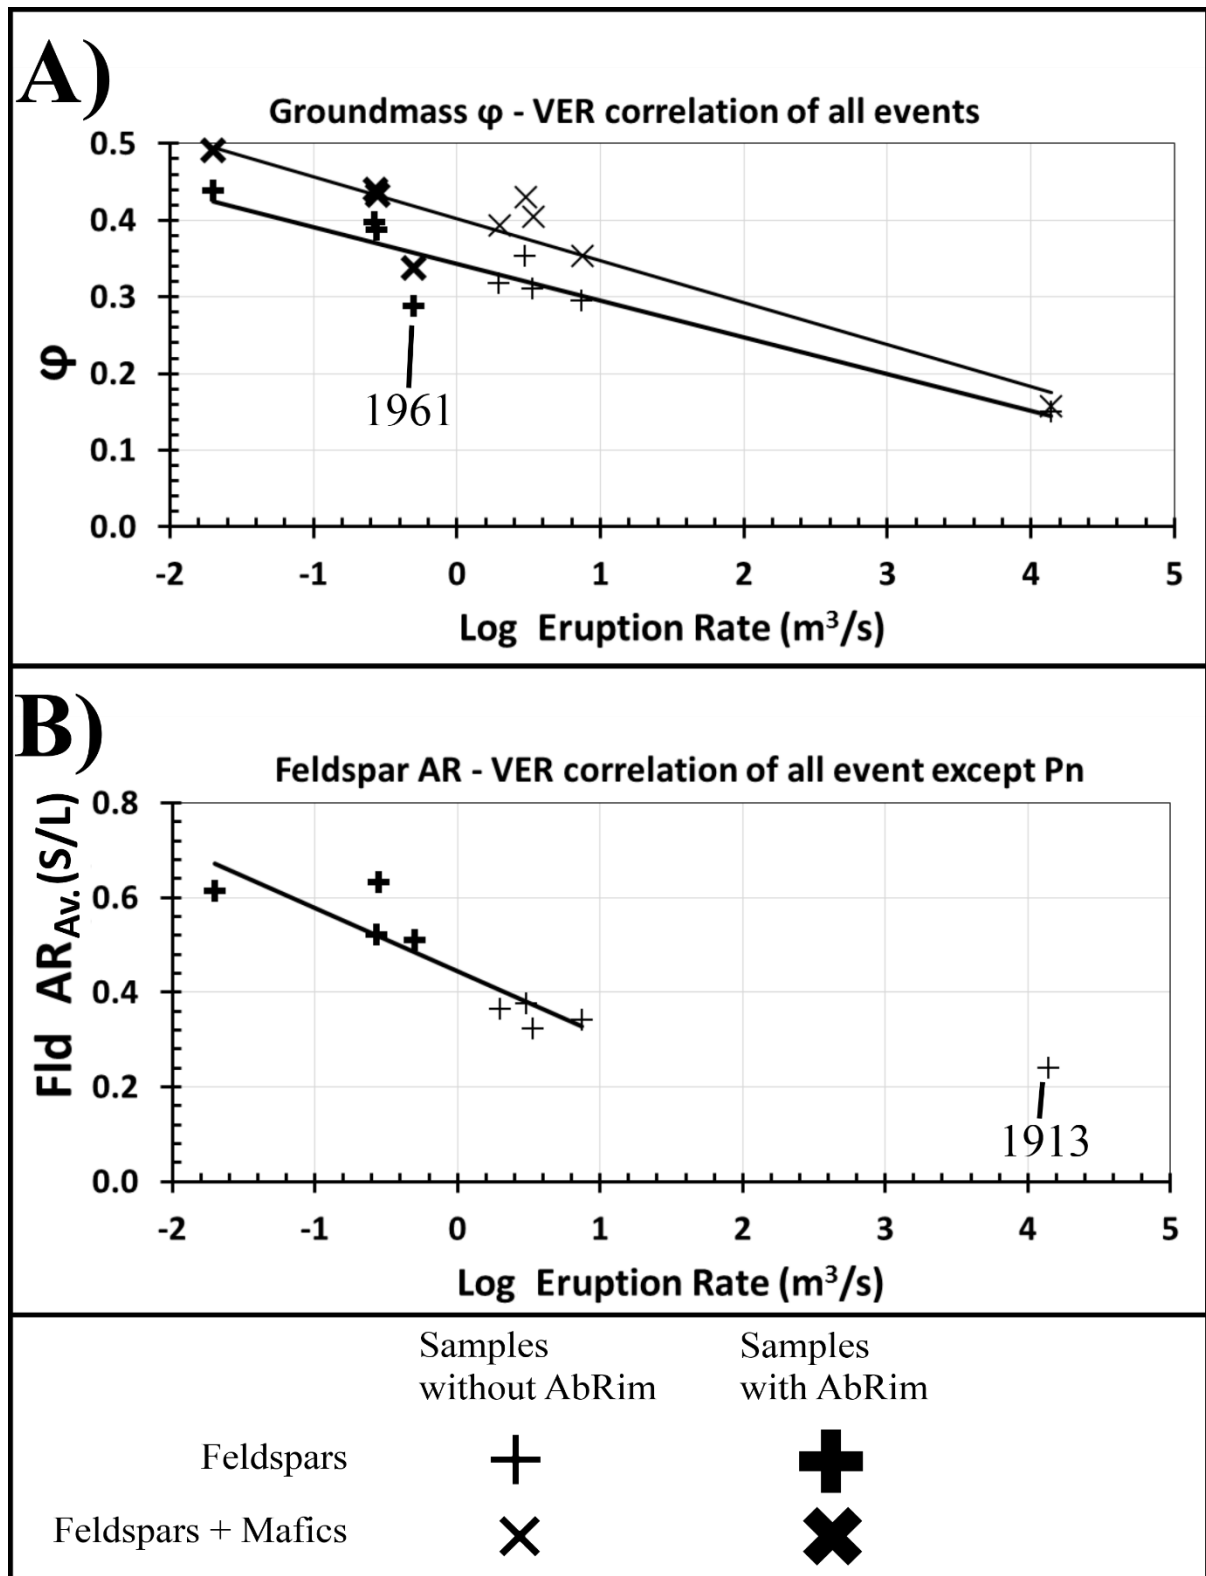 A)
Groundmass φ - VER correlation of all events
φ
0.5
0.4
0.3
0.2
0.1
0.0
1961
-2 -1 0 1 2 3 4 5
Log Eruption Rate (m³/s)
B)
Feldspar AR - VER correlation of all event except Pn
Fld AR Av. (S/L)
0.8
0.6
0.4
0.2
0.0
1913
-2 -1 0 1 2 3 4 5
Log Eruption Rate (m³/s)
Samples without AbRim
Samples with AbRim
Feldspars
Feldspars + Mafics